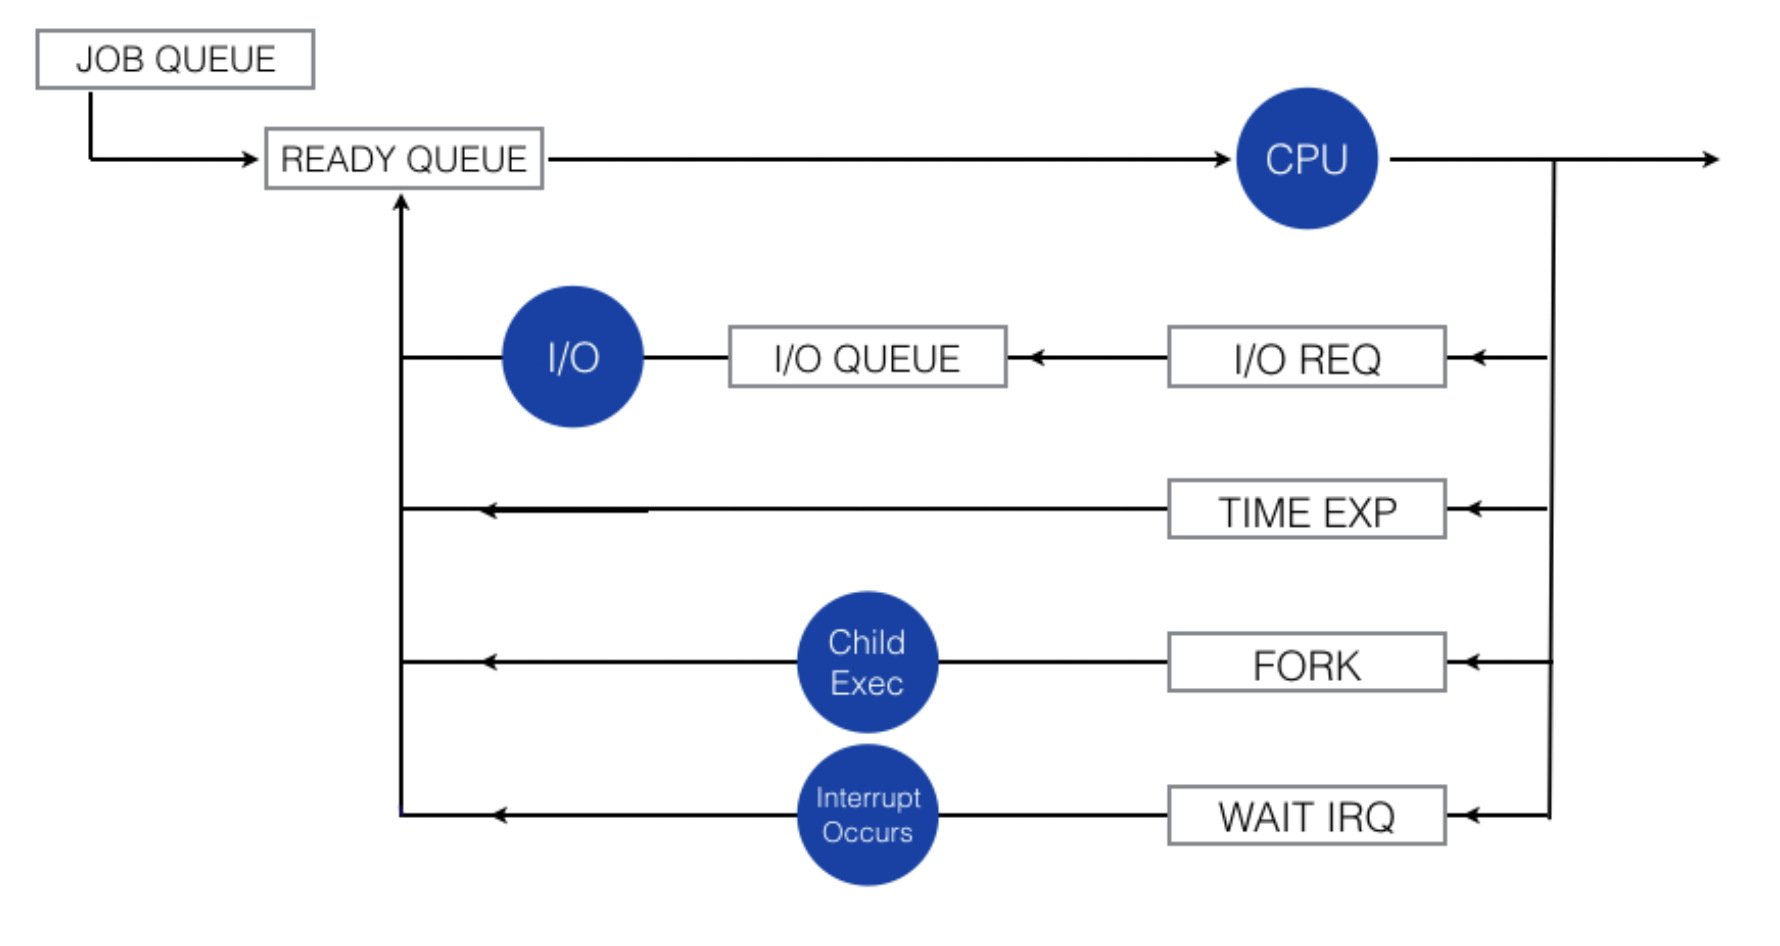 JOB QUEUE
READY QUEUE
CPU
I/O
I/O QUEUE
I/O REQ
TIME EXP
Child
Exec
FORK
Interrupt
Occurs
WAIT IRQ